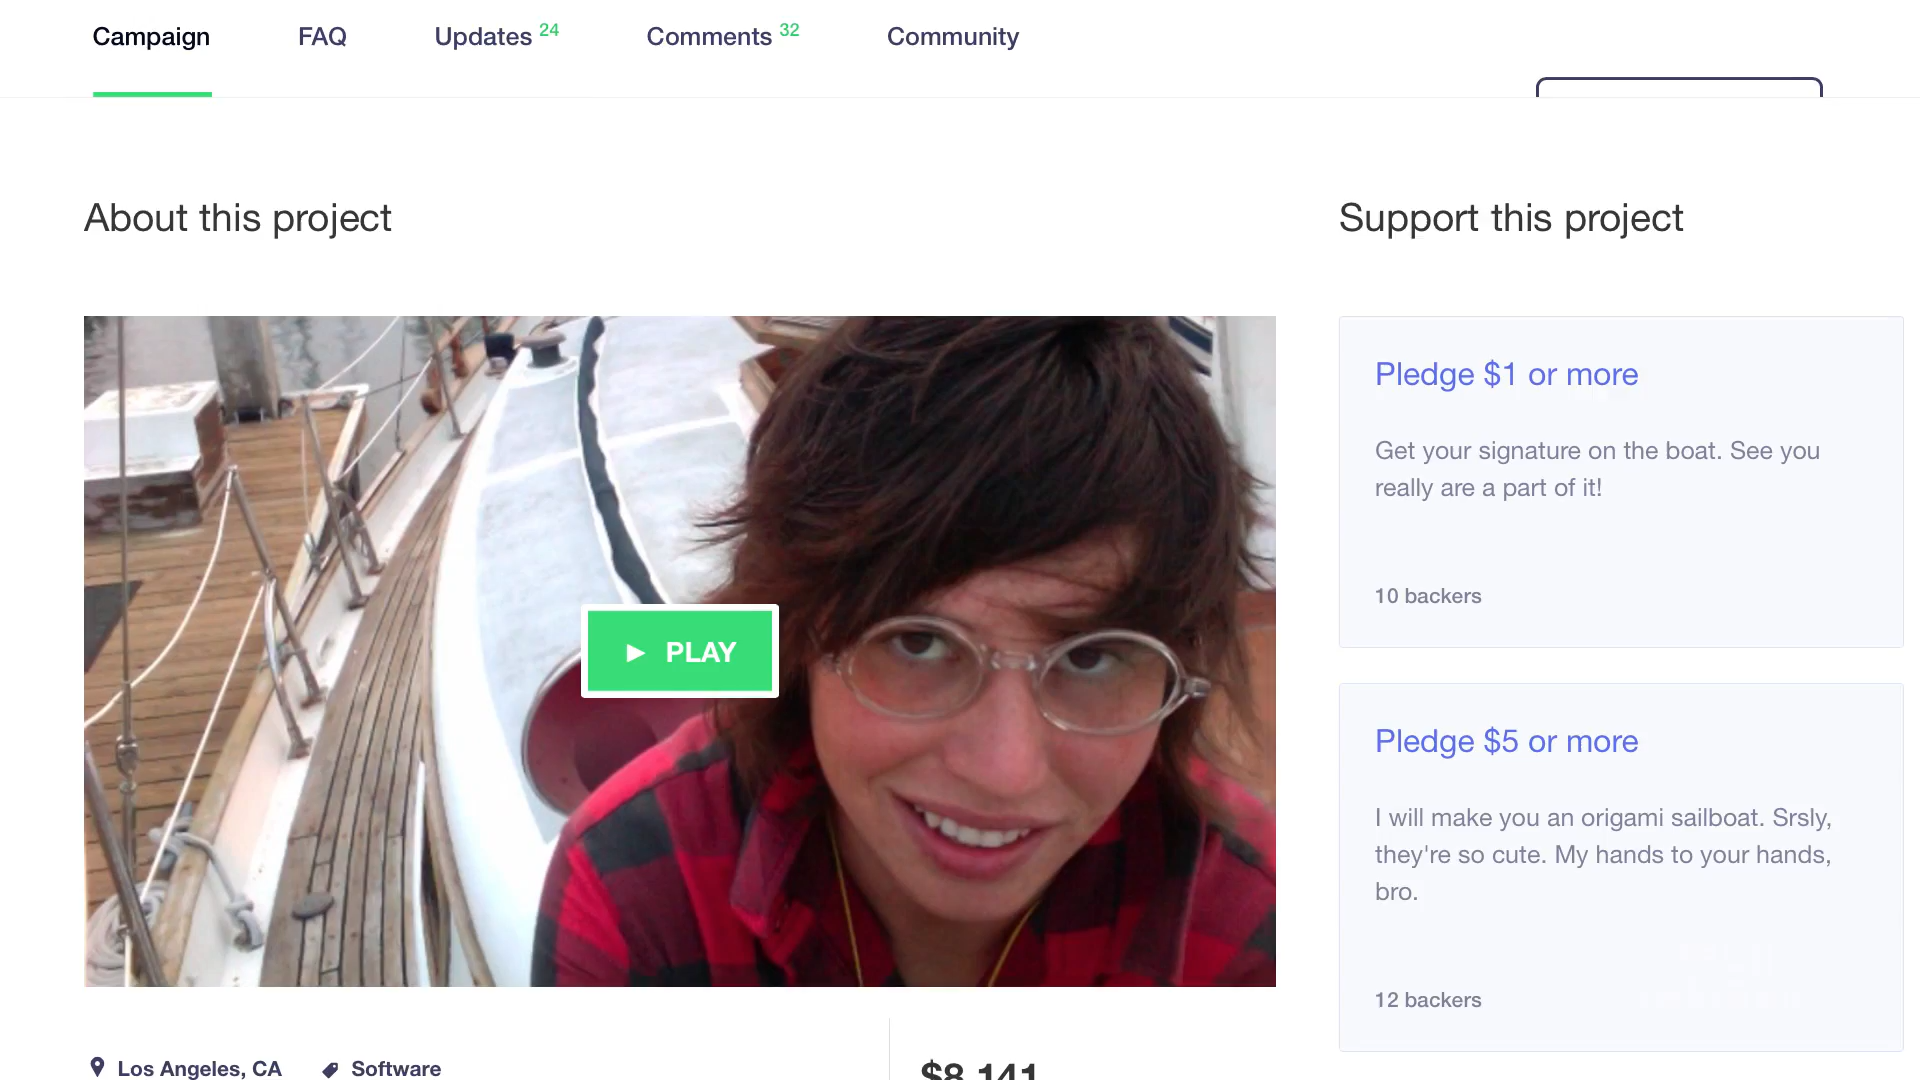 Campaign
FAQ
Updates 24
Comments 32
Community
About this project
Support this project
PLAY
Pledge $1 or more
Get your signature on the boat. See you
really are a part of it!
10 backers
Pledge $5 or more
I will make you an origami sailboat. Srsly,
they're so cute. My hands to your hands,
bro.
12 backers
Los Angeles, CA
Software
$8,141